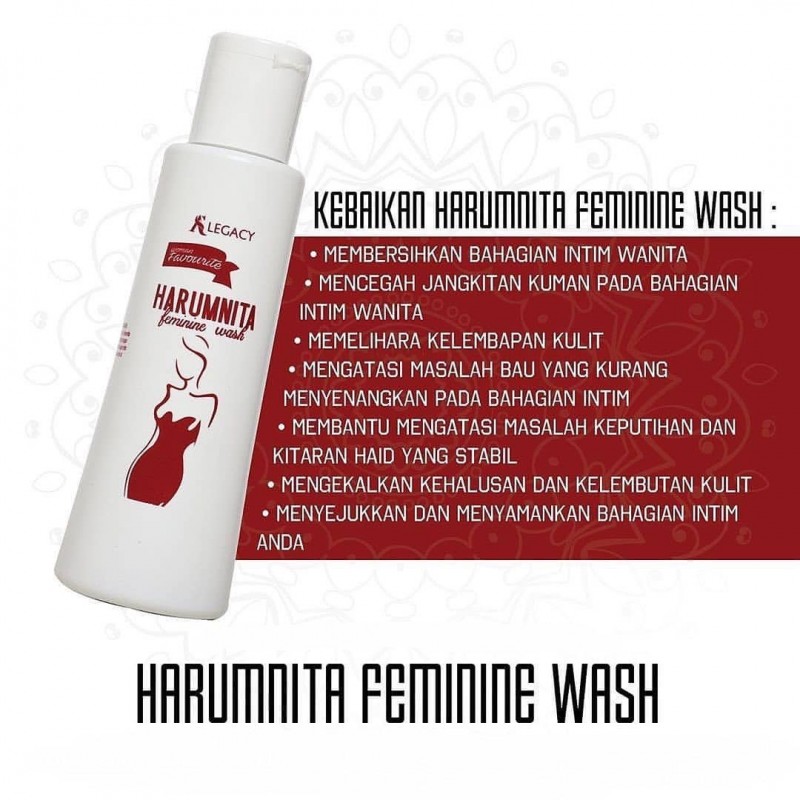 LEGACY
woman
Favourite
HARUMNITA
feminine wash
KEBAIKAN HARUMNITA FEMININE WASH :
• MEMBERSIHKAN BAHAGIAN INTIM WANITA
• MENCEGAH JANGKITAN KUMAN PADA BAHAGIAN
INTIM WANITA
• MEMELIHARA KELEMBAPAN KULIT
• MENGATASI MASALAH BAU YANG KURANG
MENYENANGKAN PADA BAHAGIAN INTIM
• MEMBANTU MENGATASI MASALAH KEPUTIHAN DAN
KITARAN HAID YANG STABIL
• MENGEKALKAN KEHALUSAN DAN KELEMBUTAN KULIT
• MENYEJUKKAN DAN MENYAMANKAN BAHAGIAN INTIM
ANDA
HARUMNITA FEMININE WASH